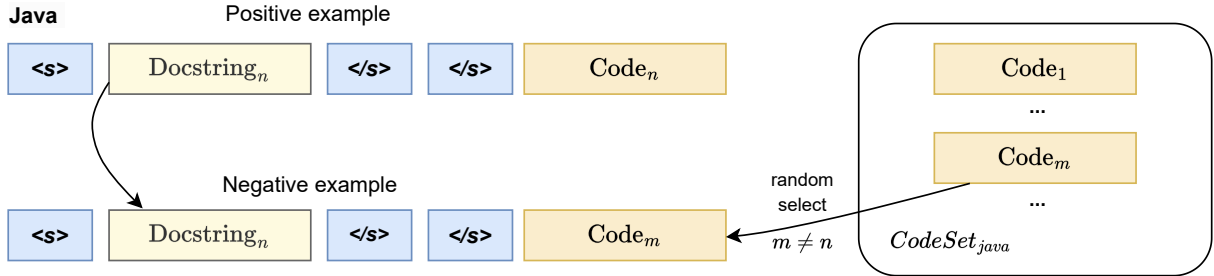 Java
Positive example
<s> Docstring_n </s> </s> Code_n
Code_1
...
Code_m
...
CodeSet_java
random
select
m ≠ n
Negative example
<s> Docstring_n </s> </s> Code_m